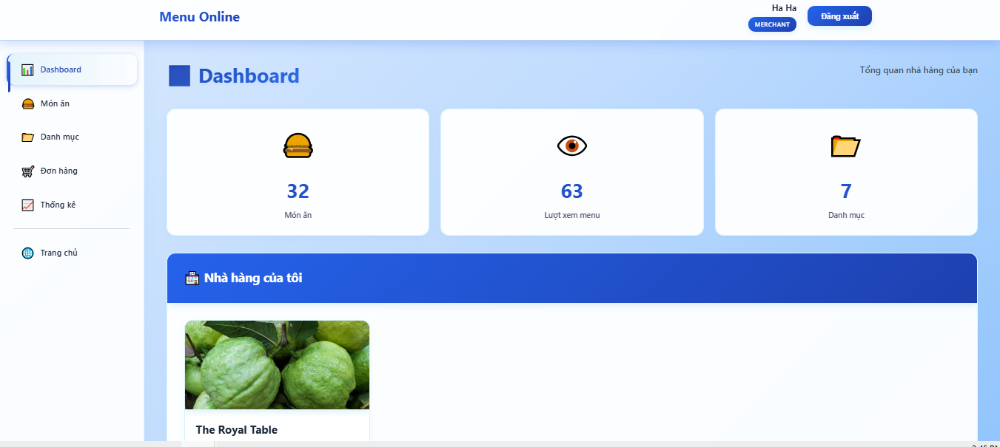 Menu Online
Ha Ha
MERCHANT
Đăng xuất
Dashboard
Món ăn
Danh mục
Đơn hàng
Thống kê
Trang chủ
Dashboard
Tổng quan nhà hàng của bạn
32
Món ăn
63
Lượt xem menu
7
Danh mục
Nhà hàng của tôi
The Royal Table